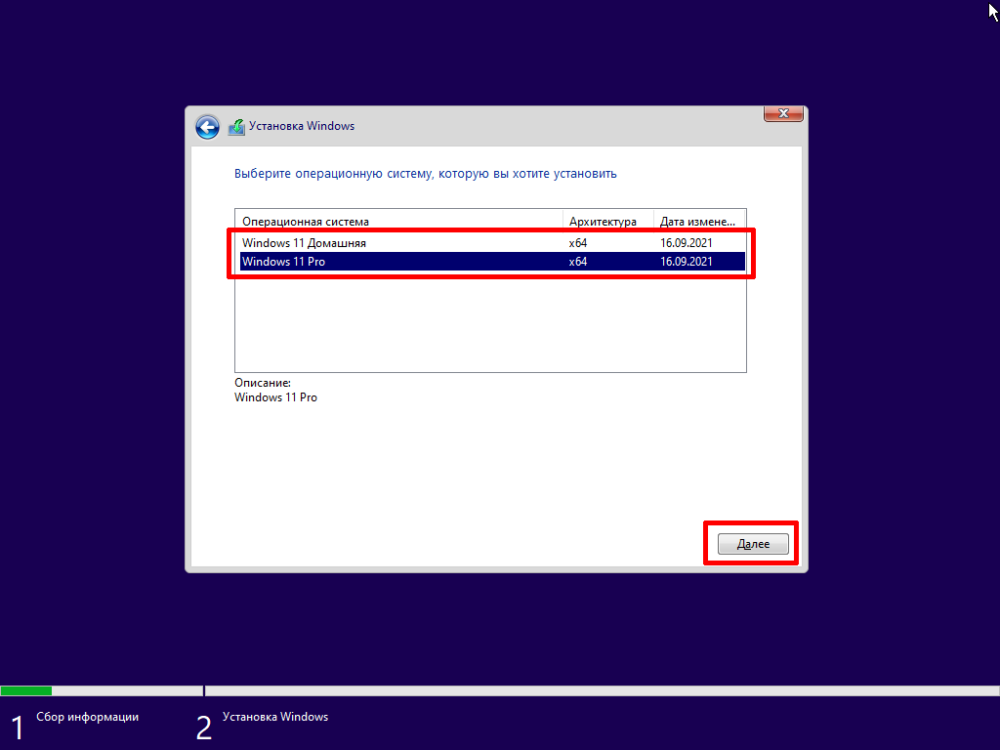 Установка Windows
Выберите операционную систему, которую вы хотите установить
Операционная система Архитектура Дата измене...
Windows 11 Домашняя x64 16.09.2021
Windows 11 Pro x64 16.09.2021
Описание:
Windows 11 Pro
Далее
1 Сбор информации 2 Установка Windows